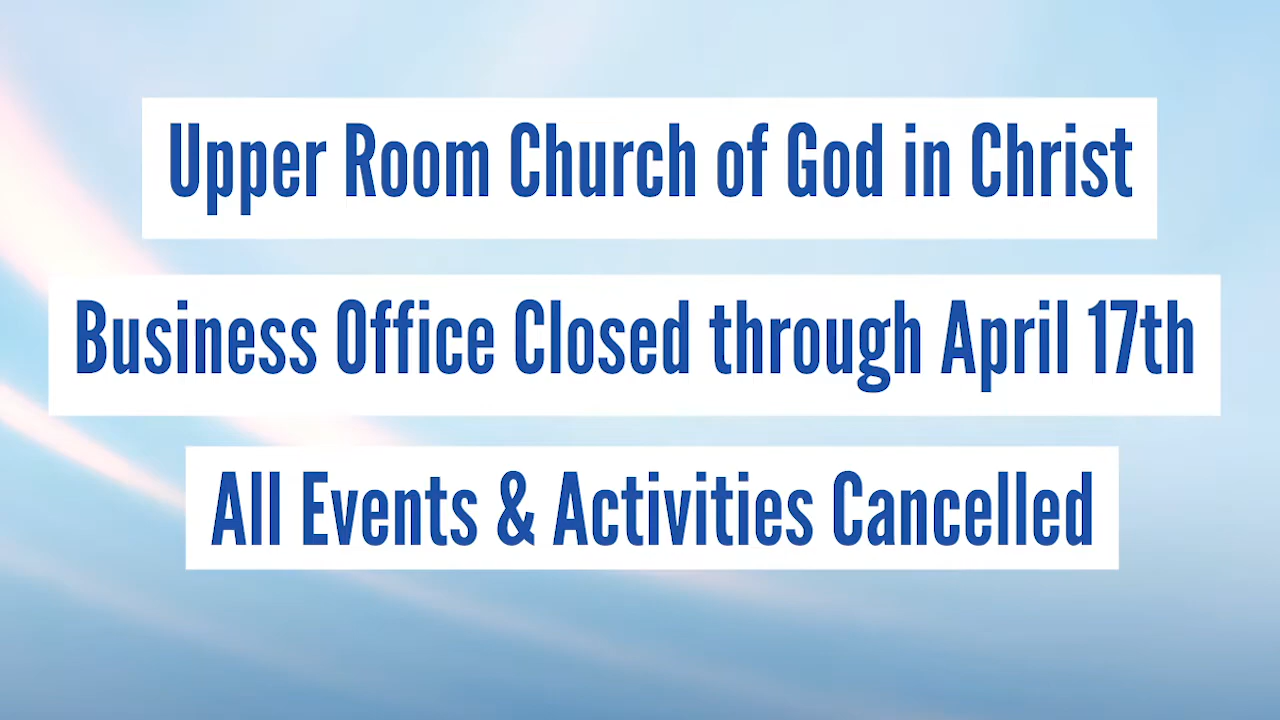 Upper Room Church of God in Christ
Business Office Closed through April 17th
All Events & Activities Cancelled